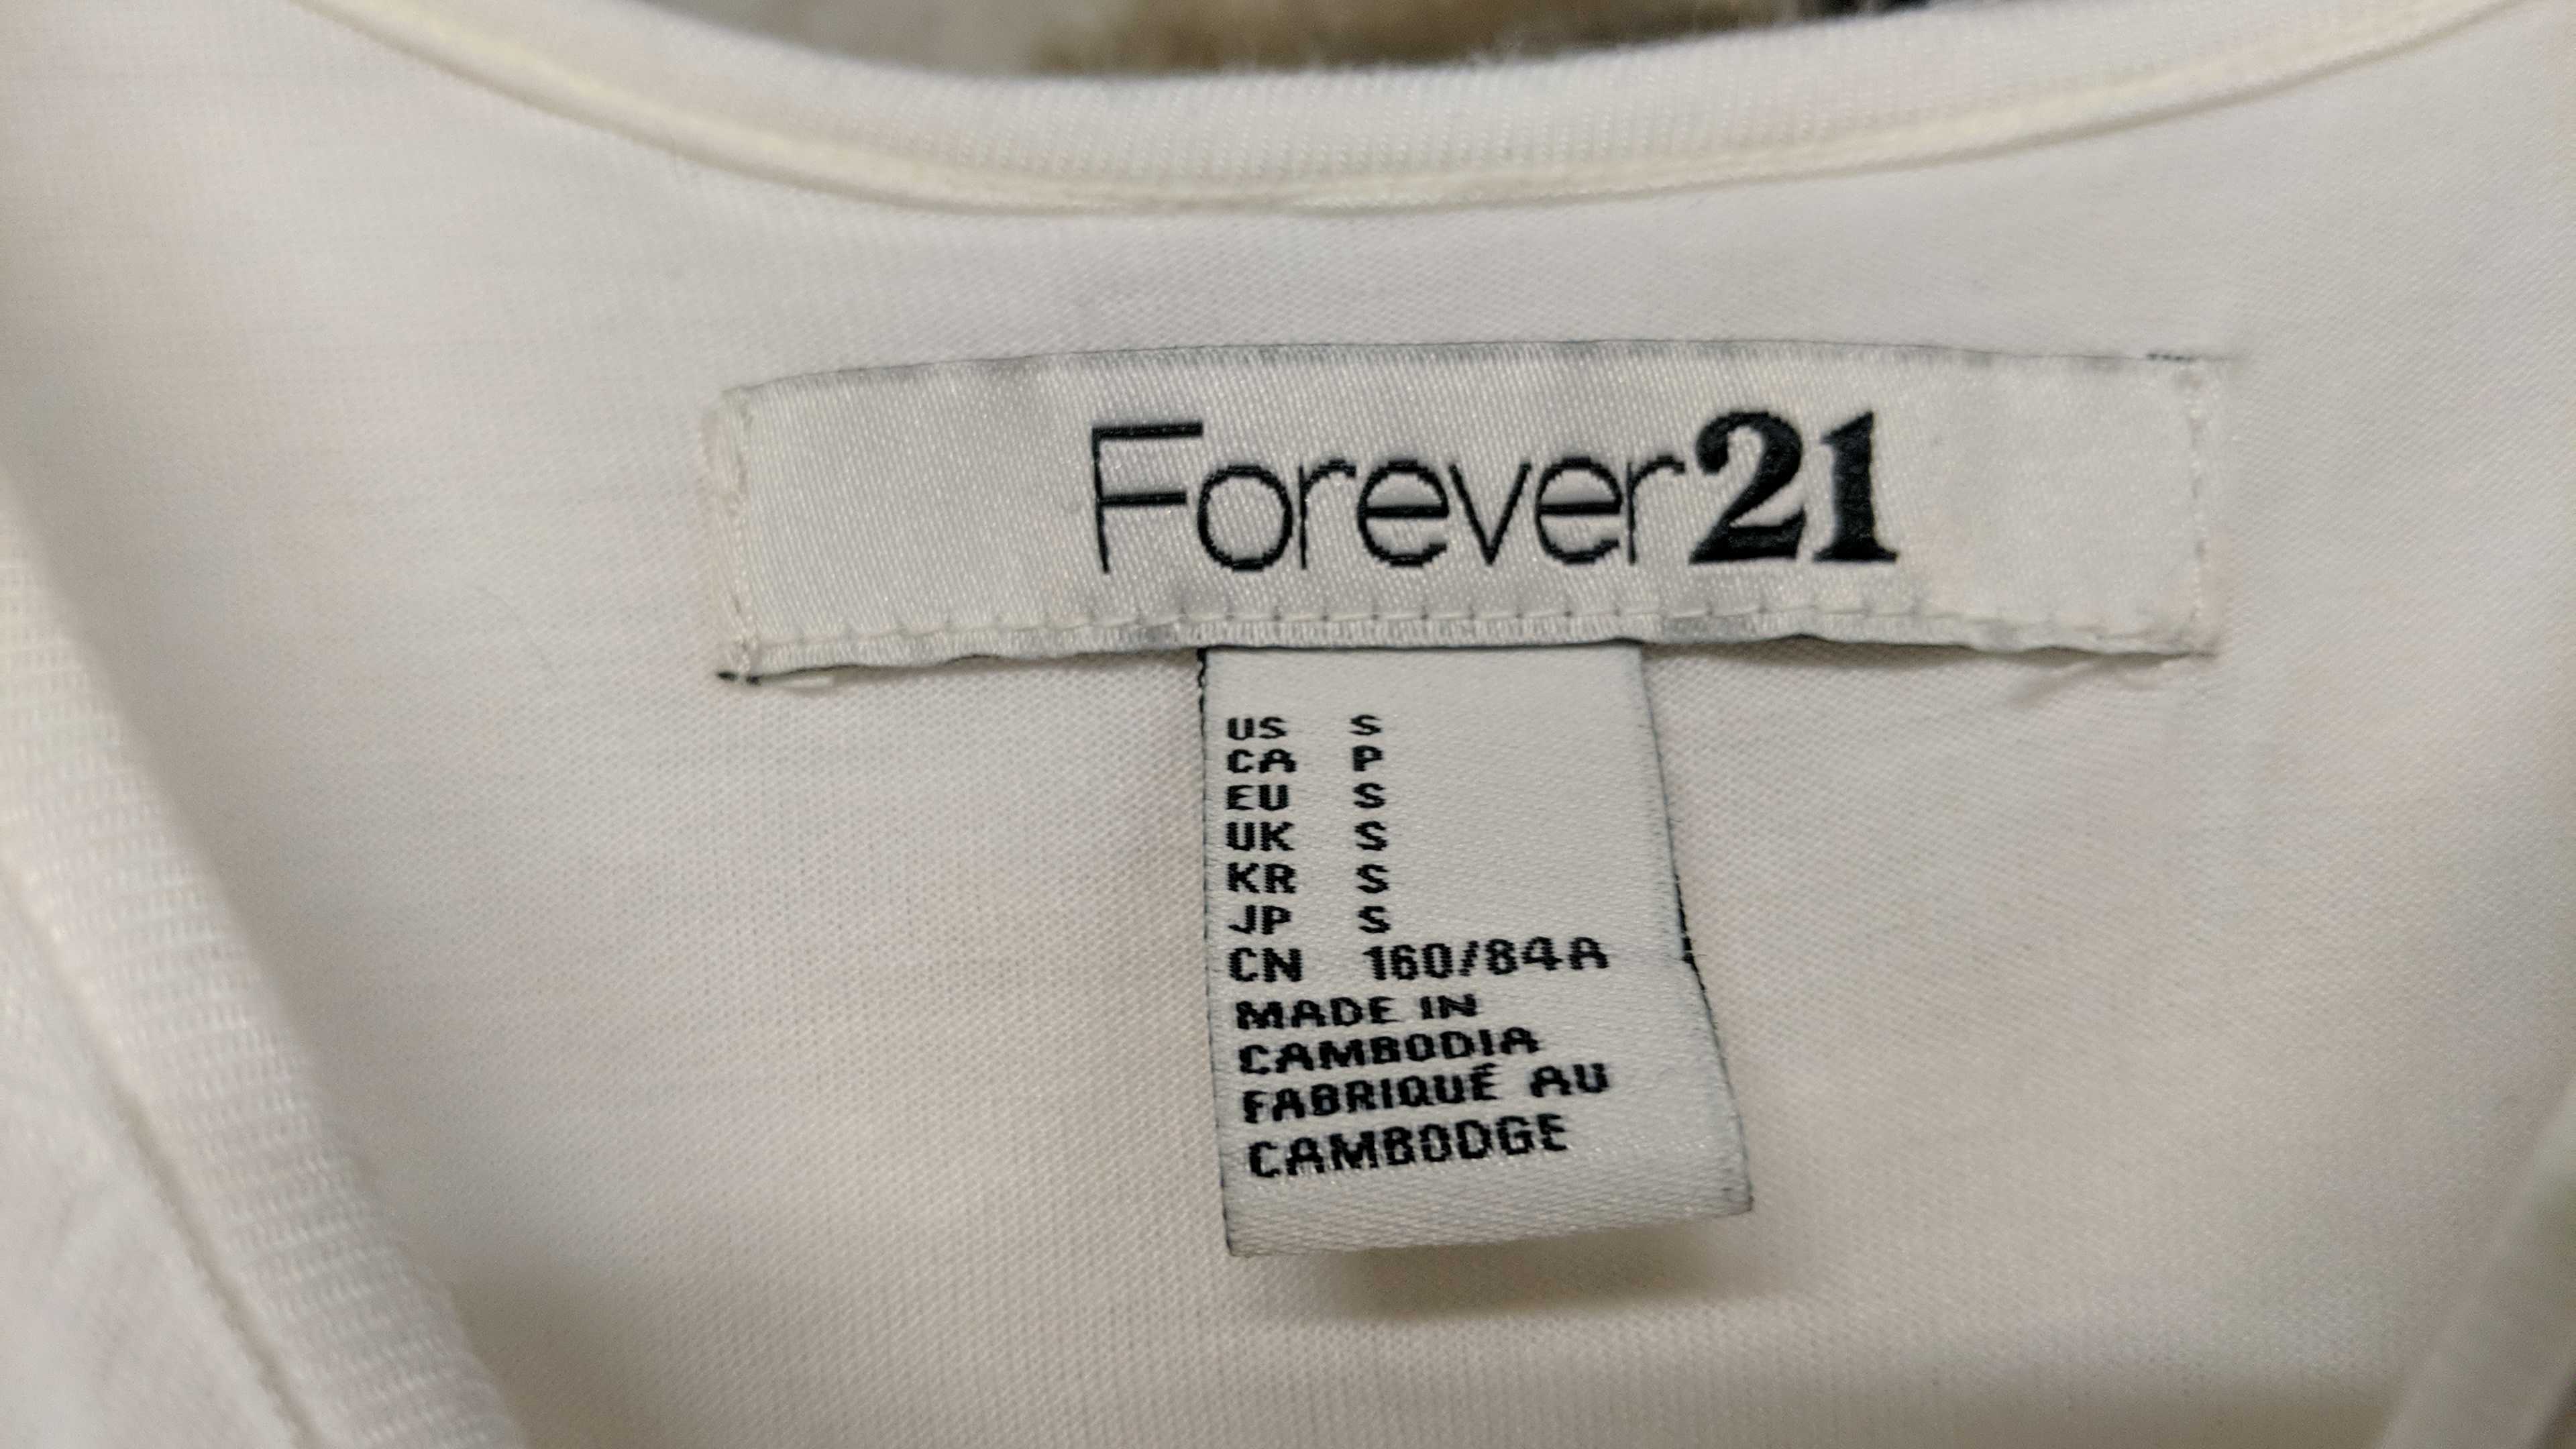 Forever21
US S
CA P
EU S
UK S
KR S
JP S
CN 160/84A
MADE IN
CAMBODIA
FABRIQUÉ AU
CAMBODGE